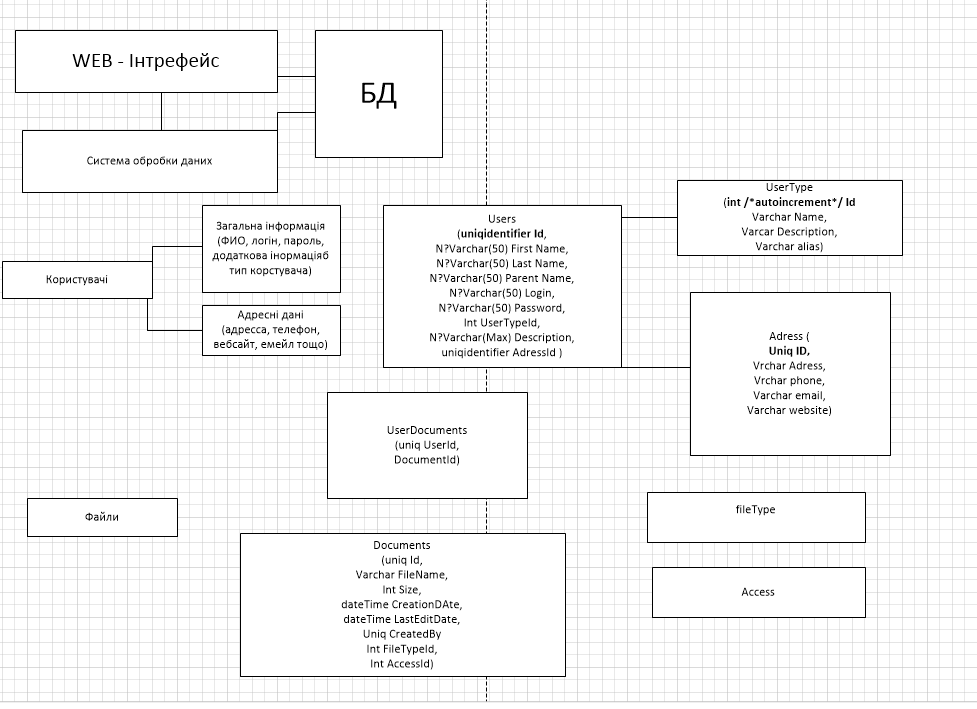 WEB - Інтрефейс
БД
Система обробки даних
Загальна інформація
(ФИО, логін, пароль,
додаткова інормаціяб
тип корстувача)
Користувачі
Адресні дані
(адресса, телефон,
вебсайт, емейл тощо)
Users
(uniqidentifier Id,
N?Varchar(50) First Name,
N?Varchar(50) Last Name,
N?Varchar(50) Parent Name,
N?Varchar(50) Login,
N?Varchar(50) Password,
Int UserTypeId,
N?Varchar(Max) Description,
uniqidentifier AdressId )
UserType
(int /*autoincrement*/ Id
Varchar Name,
Varcar Description,
Varchar alias)
Adress (
Uniq ID,
Vrchar Adress,
Vrchar phone,
Varchar email,
Varchar website)
UserDocuments
(uniq UserId,
DocumentId)
Файли
fileType
Documents
(uniq Id,
Varchar FileName,
Int Size,
dateTime CreationDAte,
dateTime LastEditDate,
Uniq CreatedBy
Int FileTypeId,
Int AccessId)
Access